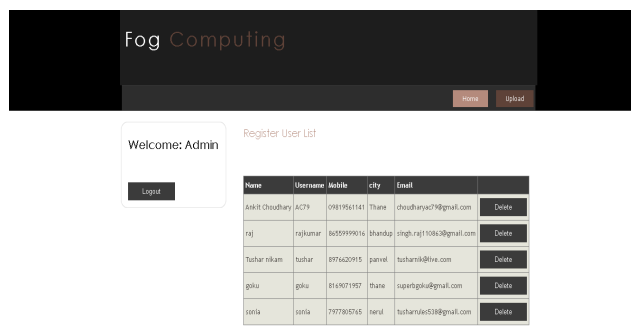 Fog Computing
Home Upload
Welcome: Admin
Logout
Register User List
Name Username Mobile city Email
Ankit Choudhary AC79 09819561141 Thane choudharyac79@gmail.com Delete
raj rajkumar 86559999016 bhandup singh.raj110863@gmail.com Delete
Tushar nikam tushar 8976620915 panvel tusharnik@live.com Delete
goku goku 8169071957 thane superbgoku@gmail.com Delete
sonia sonia 7977805765 nerul tusharrules538@gmail.com Delete